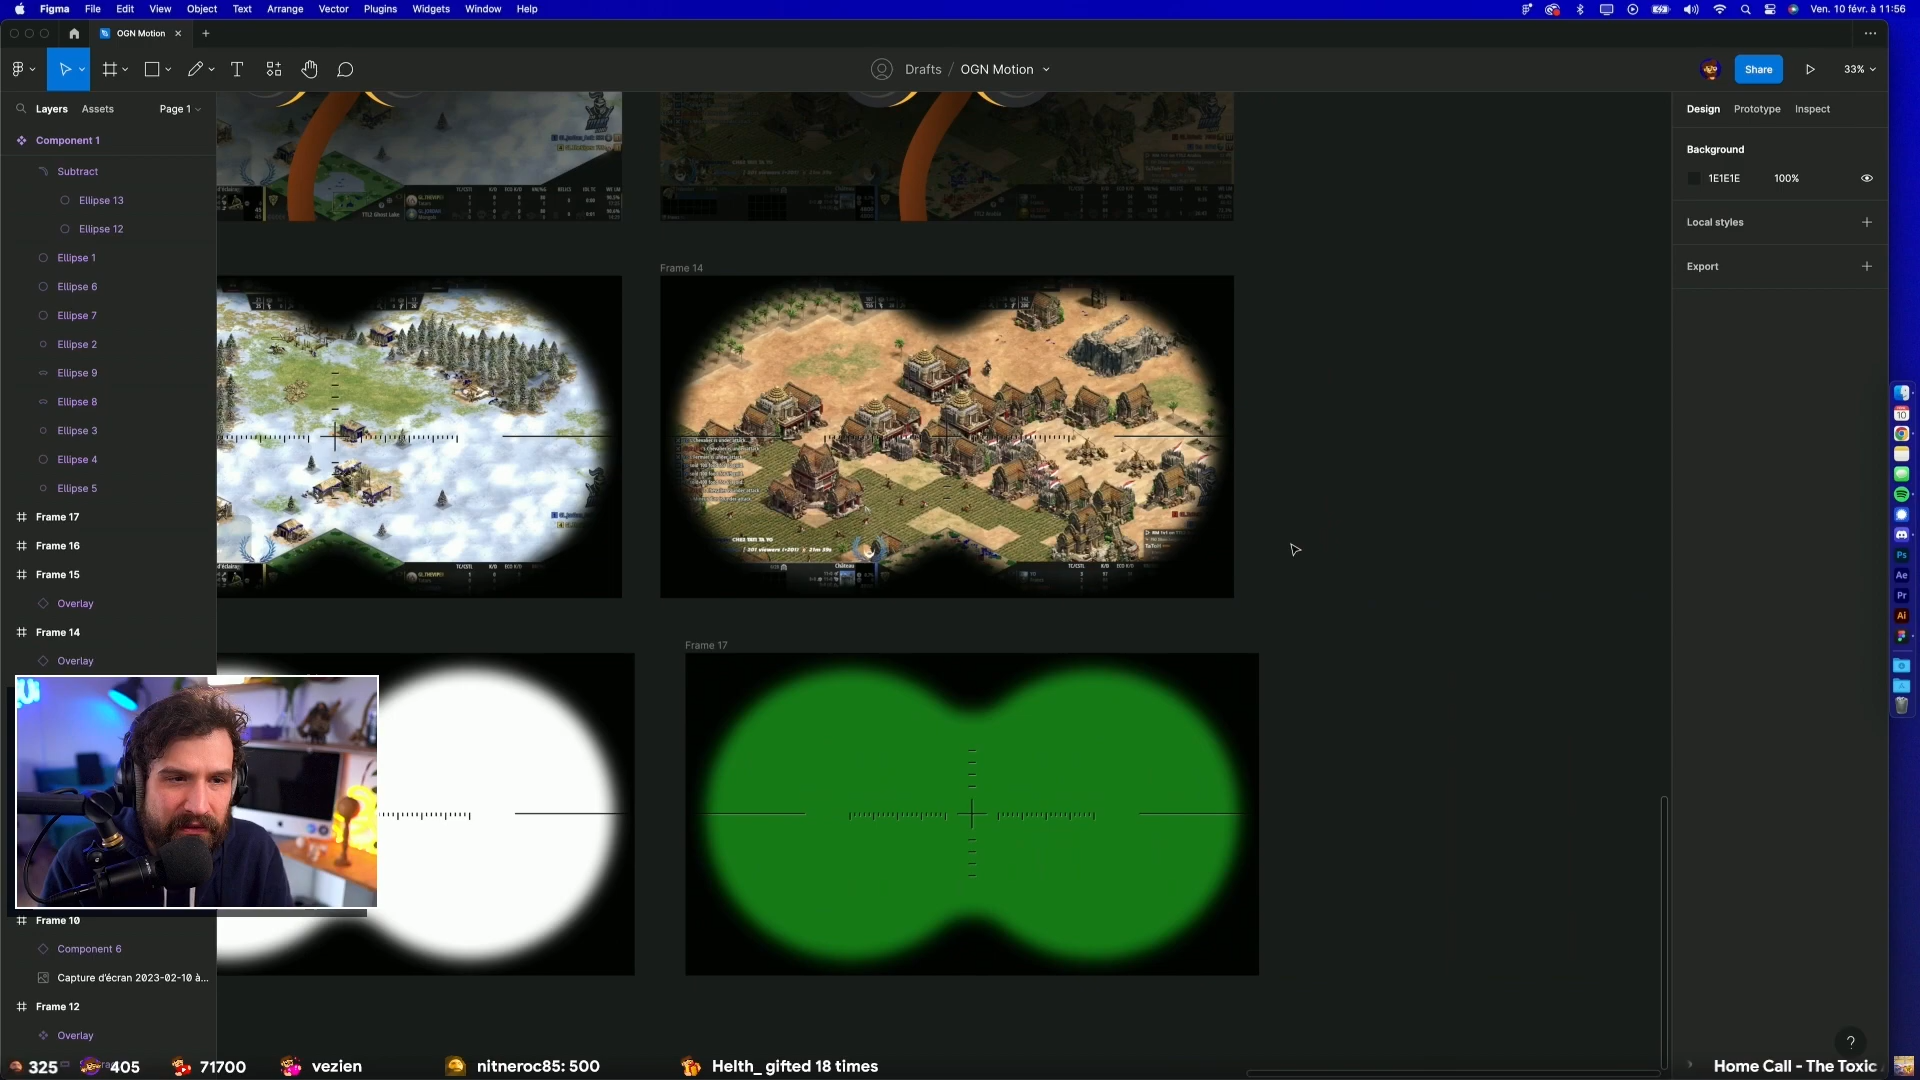 Figma File Edit View Object Text Arrange Vector Plugins Widgets Window Help
Ven. 10 févr. à 11:56
OGN Motion
Drafts / OGN Motion
Share
33%
Layers Assets Page 1
Design Prototype Inspect
Component 1
Background
1E1E1E 100%
Local styles
Export
Subtract
Ellipse 13
Ellipse 12
Ellipse 1
Ellipse 6
Ellipse 7
Ellipse 2
Ellipse 9
Ellipse 8
Ellipse 3
Ellipse 4
Ellipse 5
Frame 17
Frame 16
Frame 15
Overlay
Frame 14
Overlay
Frame 10
Component 6
Capture d'écran 2023-02-10 à...
Frame 12
Overlay
Frame 14
Frame 17
10
Ps
Ae
Pr
Ai
?
325 405 71700 vezien nitneroc85: 500 Helth_ gifted 18 times
Home Call - The Toxic